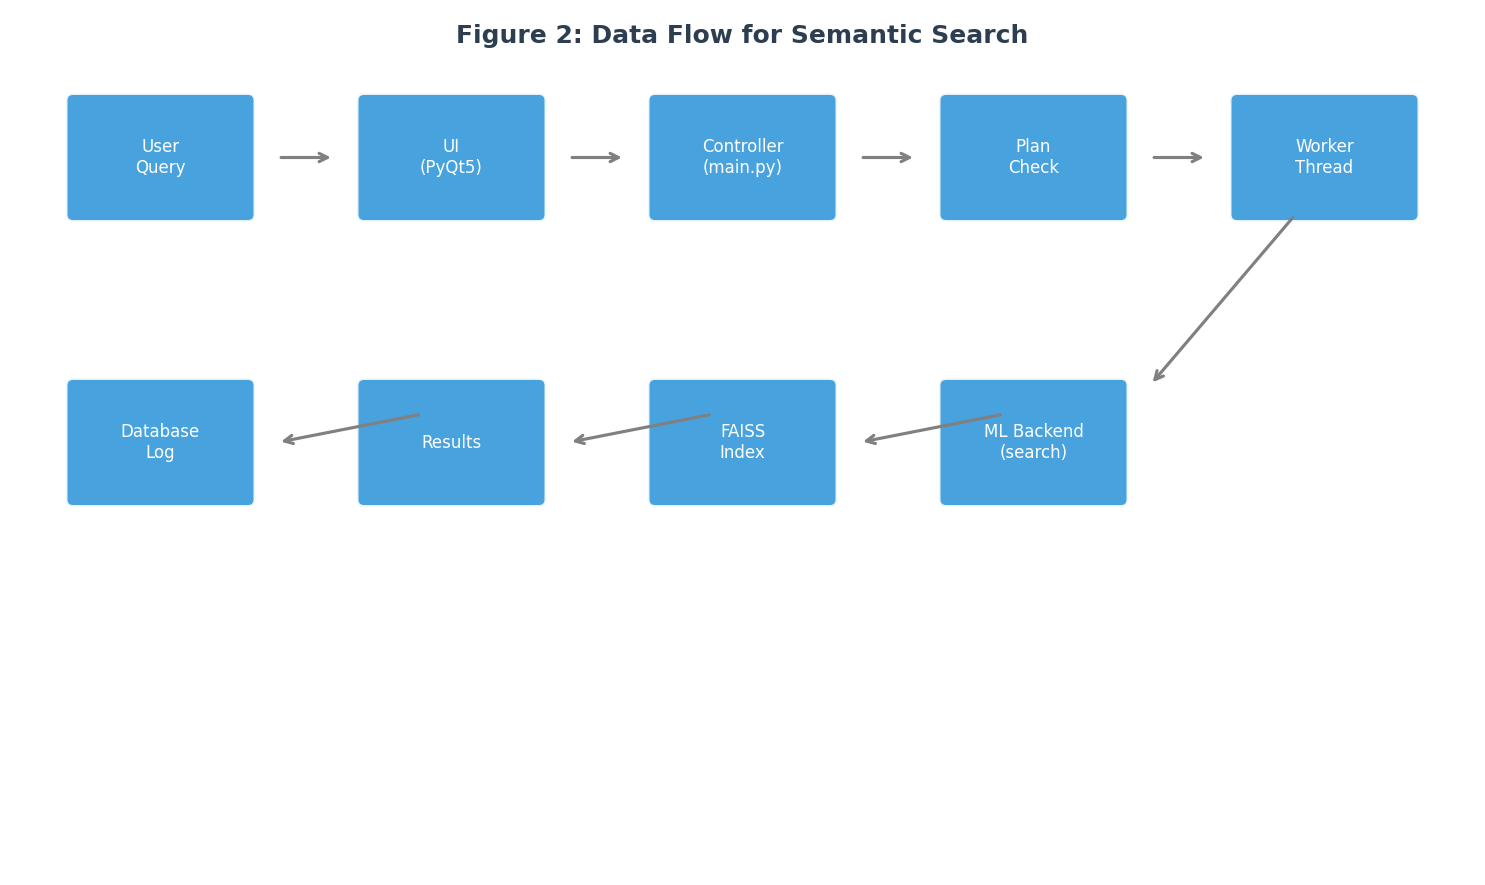 Figure 2: Data Flow for Semantic Search
User
Query
UI
(PyQt5)
Controller
(main.py)
Plan
Check
Worker
Thread
Database
Log
Results
FAISS
Index
ML Backend
(search)